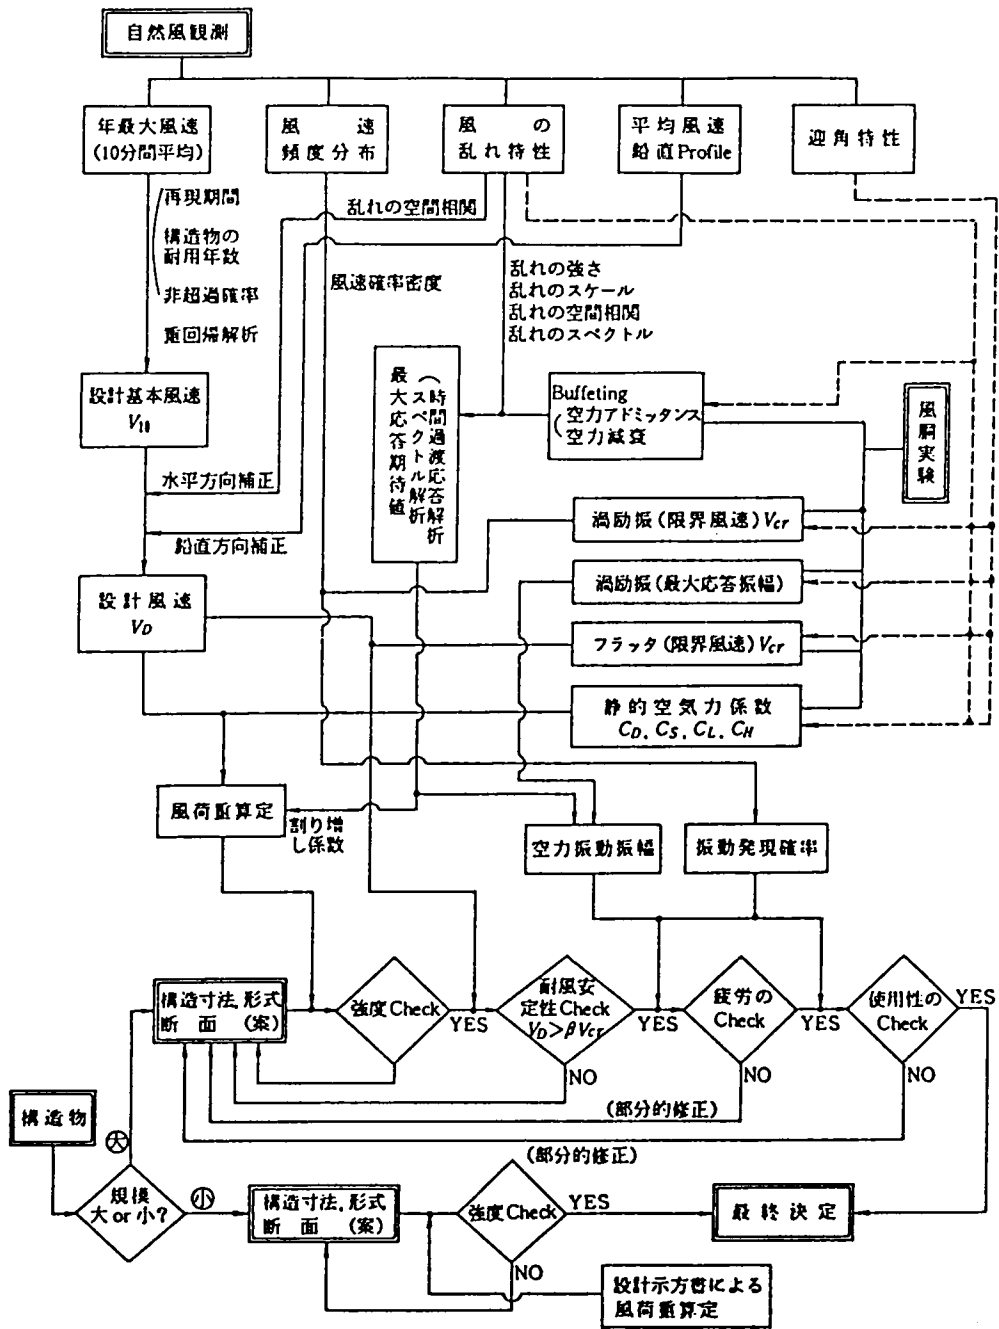 自然風観測
年最大風速
(10分間平均)
風速
頻度分布
風の
乱れ特性
平均風速
鉛直Profile
迎角特性
再現期間
構造物の
耐用年数
非超過確率
重回帰解析
乱れの空間相関
風速確率密度
乱れの強さ
乱れのスケール
乱れの空間相関
乱れのスペクトル
設計基本風速
V10
最大応答期待値
(時間過渡応答解析
スペクトル解析
Buffeting
(空力アドミッタンス
空力減衰
風胴実験
水平方向補正
鉛直方向補正
渦励振(限界風速)Vcr
渦励振(最大応答振幅)
設計風速
VD
フラッタ(限界風速)Vcr
静的空気力係数
CD, CS, CL, CM
風荷重算定
割り増
し係数
空力振動振幅
振動発現確率
構造寸法,形式
断面 (案)
強度Check
YES
耐風安
定性Check
VD>βVcr
YES
NO
疲労の
Check
YES
NO
使用性の
Check
YES
NO
(部分的修正)
(部分的修正)
構造物
大
規模
大or小?
小
構造寸法,形式
断面 (案)
強度Check
YES
NO
最終決定
設計示方書による
風荷重算定